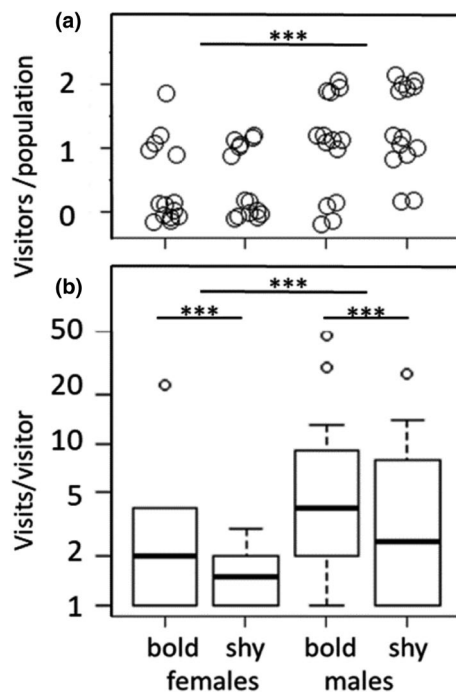 (a)
***
Visitors /population
2
1
0
(b)
***
***
***
Visits/visitor
50
20
10
5
2
1
bold shy bold shy
females males